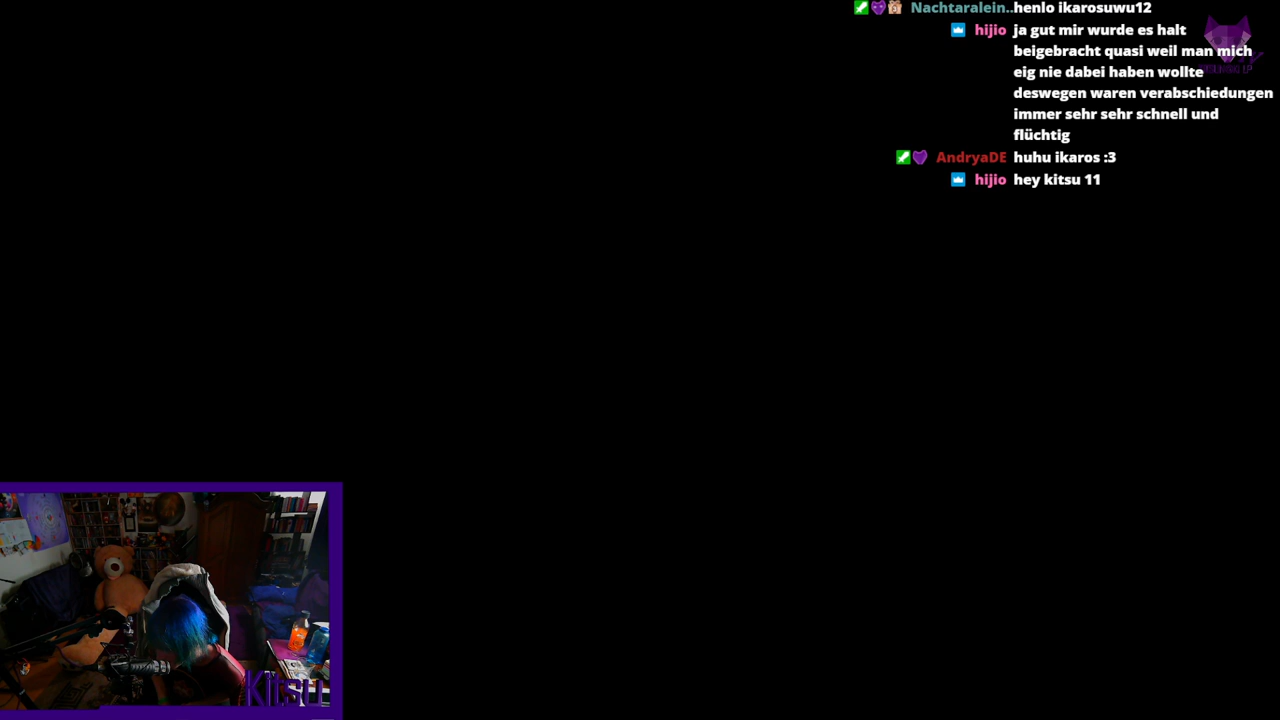 Nachtaralein.. henlo ikarosuwu12
hijio ja gut mir wurde es halt
beigebracht quasi weil man mich
eig nie dabei haben wollte
deswegen waren verabschiedungen
immer sehr sehr schnell und
flüchtig
AndryaDE huhu ikaros :3
hijio hey kitsu 11
Kitsu